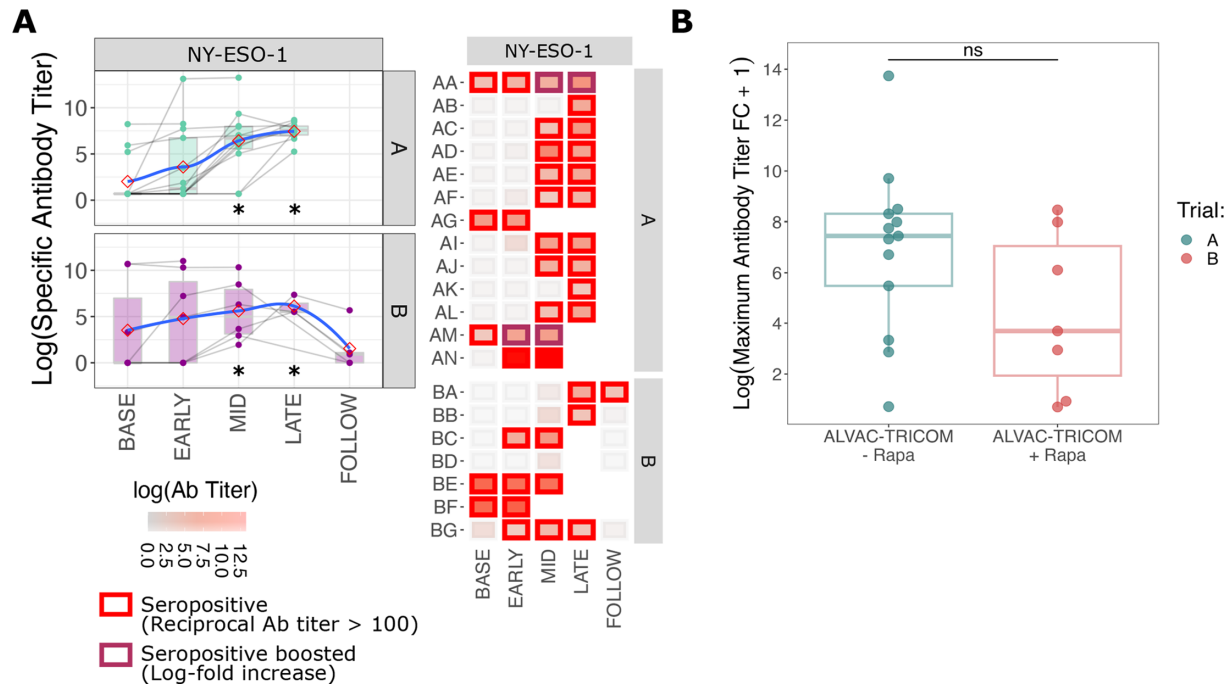 A
NY-ESO-1
Log(Specific Antibody Titer)
10
5
0
A
* *
10
5
0
B
* *
BASE
EARLY
MID
LATE
FOLLOW
log(Ab Titer)
0.0
2.5
5.0
7.5
10.0
12.5
Seropositive
(Reciprocal Ab titer > 100)
Seropositive boosted
(Log-fold increase)
NY-ESO-1
AA
AB
AC
AD
AE
AF
AG
AI
AJ
AK
AL
AM
AN
A
BA
BB
BC
BD
BE
BF
BG
B
BASE
EARLY
MID
LATE
FOLLOW
B
Log(Maximum Antibody Titer FC + 1)
14
12
10
8
6
4
2
ns
ALVAC-TRICOM
- Rapa
ALVAC-TRICOM
+ Rapa
Trial:
A
B